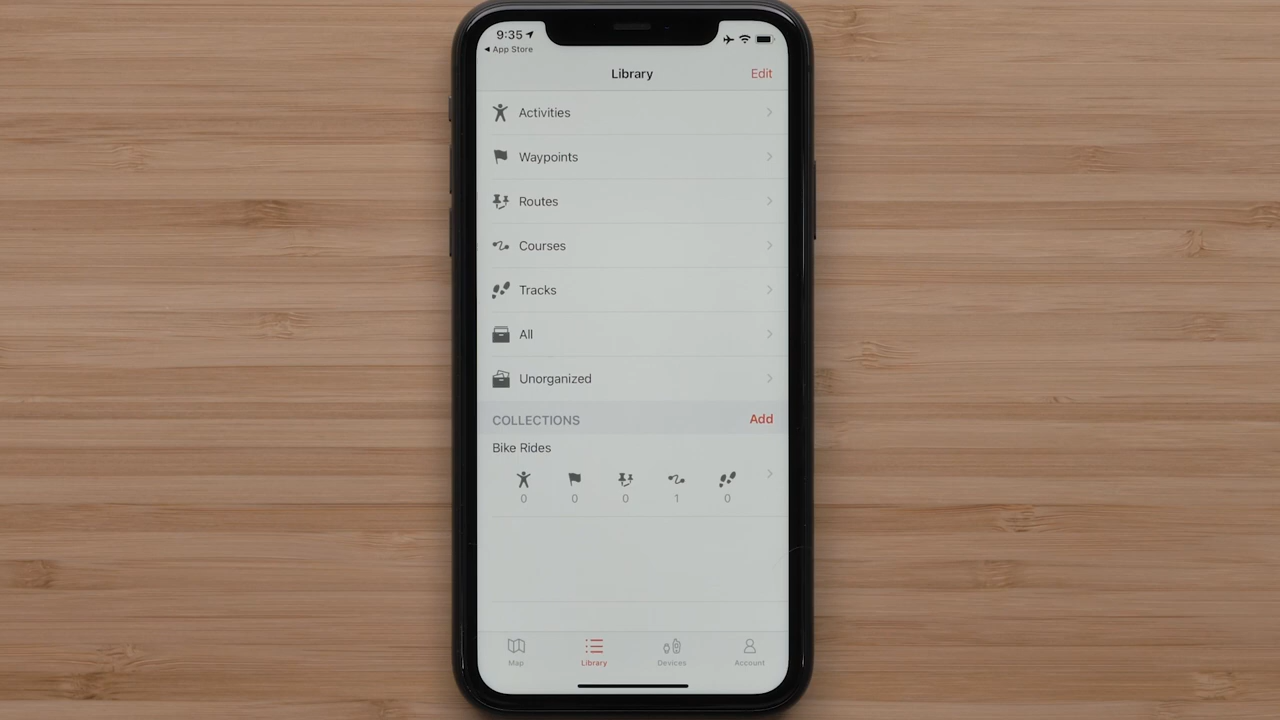 9:35
App Store
Library
Edit
Activities
Waypoints
Routes
Courses
Tracks
All
Unorganized
COLLECTIONS
Add
Bike Rides
0 0 0 1 0
Map Library Devices Account